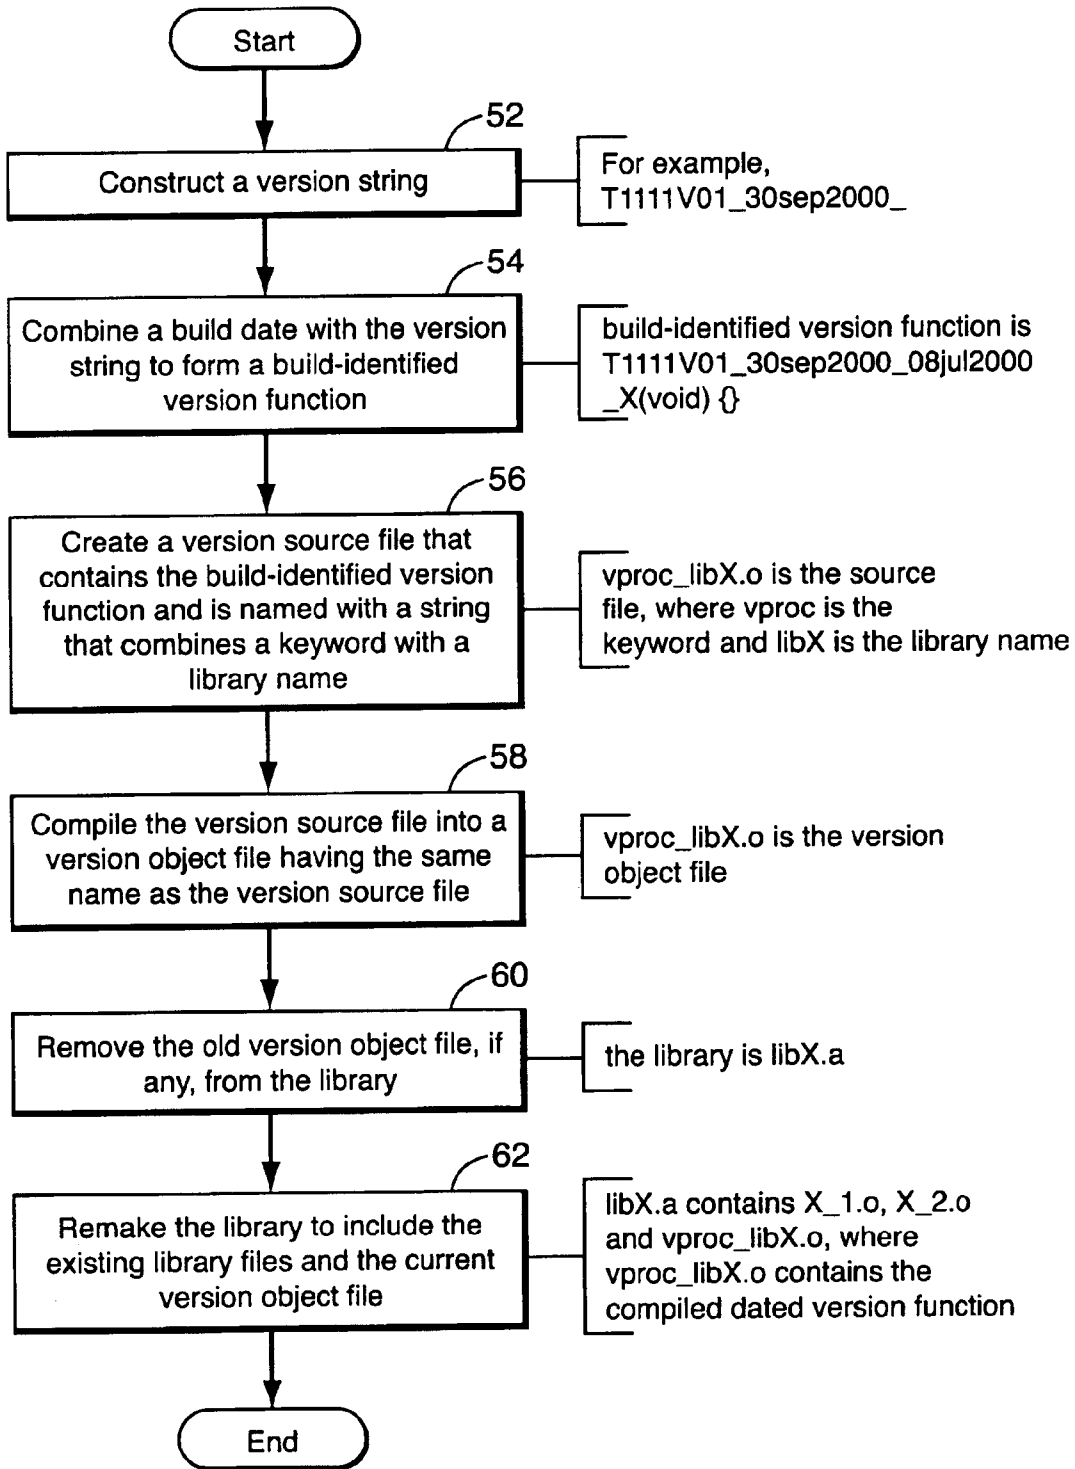 Start
52
Construct a version string
For example,
T1111V01_30sep2000_
54
Combine a build date with the version
string to form a build-identified
version function
build-identified version function is
T1111V01_30sep2000_08jul2000
_X(void) {}
56
Create a version source file that
contains the build-identified version
function and is named with a string
that combines a keyword with a
library name
vproc_libX.o is the source
file, where vproc is the
keyword and libX is the library name
58
Compile the version source file into a
version object file having the same
name as the version source file
vproc_libX.o is the version
object file
60
Remove the old version object file, if
any, from the library
the library is libX.a
62
Remake the library to include the
existing library files and the current
version object file
libX.a contains X_1.o, X_2.o
and vproc_libX.o, where
vproc_libX.o contains the
compiled dated version function
End